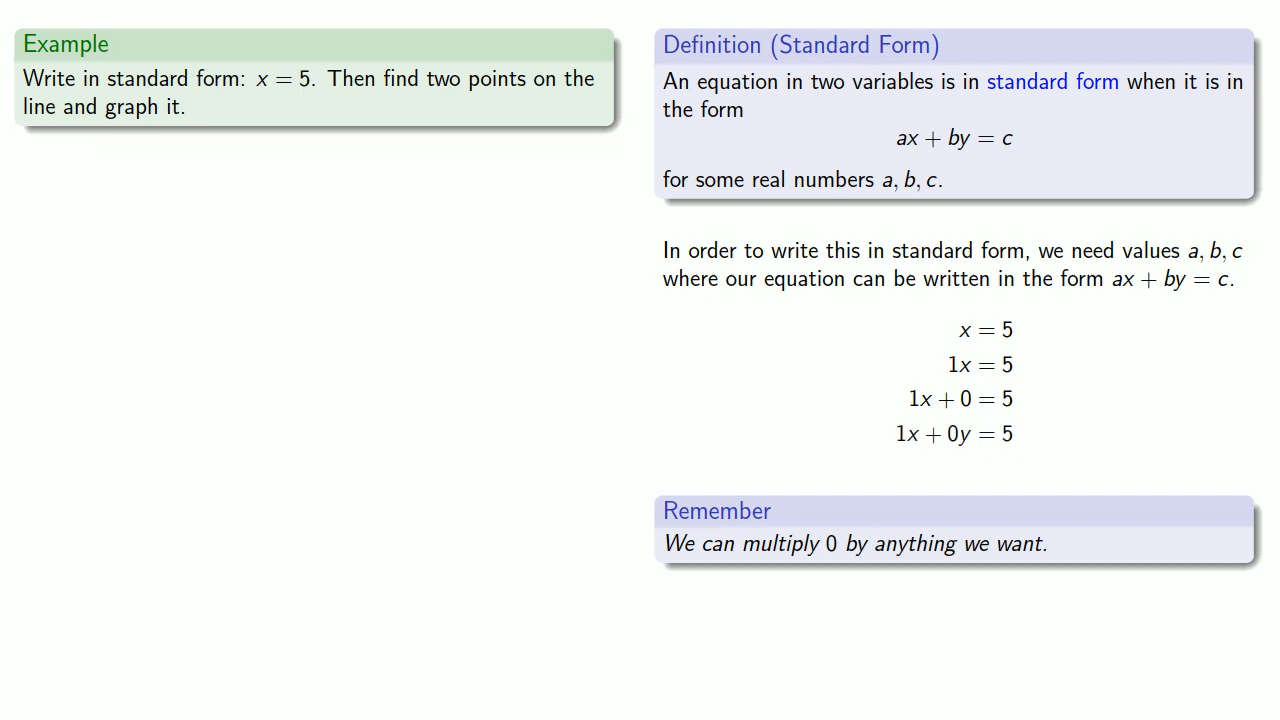 Example
Write in standard form: x = 5. Then find two points on the
line and graph it.
Definition (Standard Form)
An equation in two variables is in standard form when it is in
the form
ax + by = c
for some real numbers a, b, c.
In order to write this in standard form, we need values a, b, c
where our equation can be written in the form ax + by = c.
x = 5
1x = 5
1x + 0 = 5
1x + 0y = 5
Remember
We can multiply 0 by anything we want.